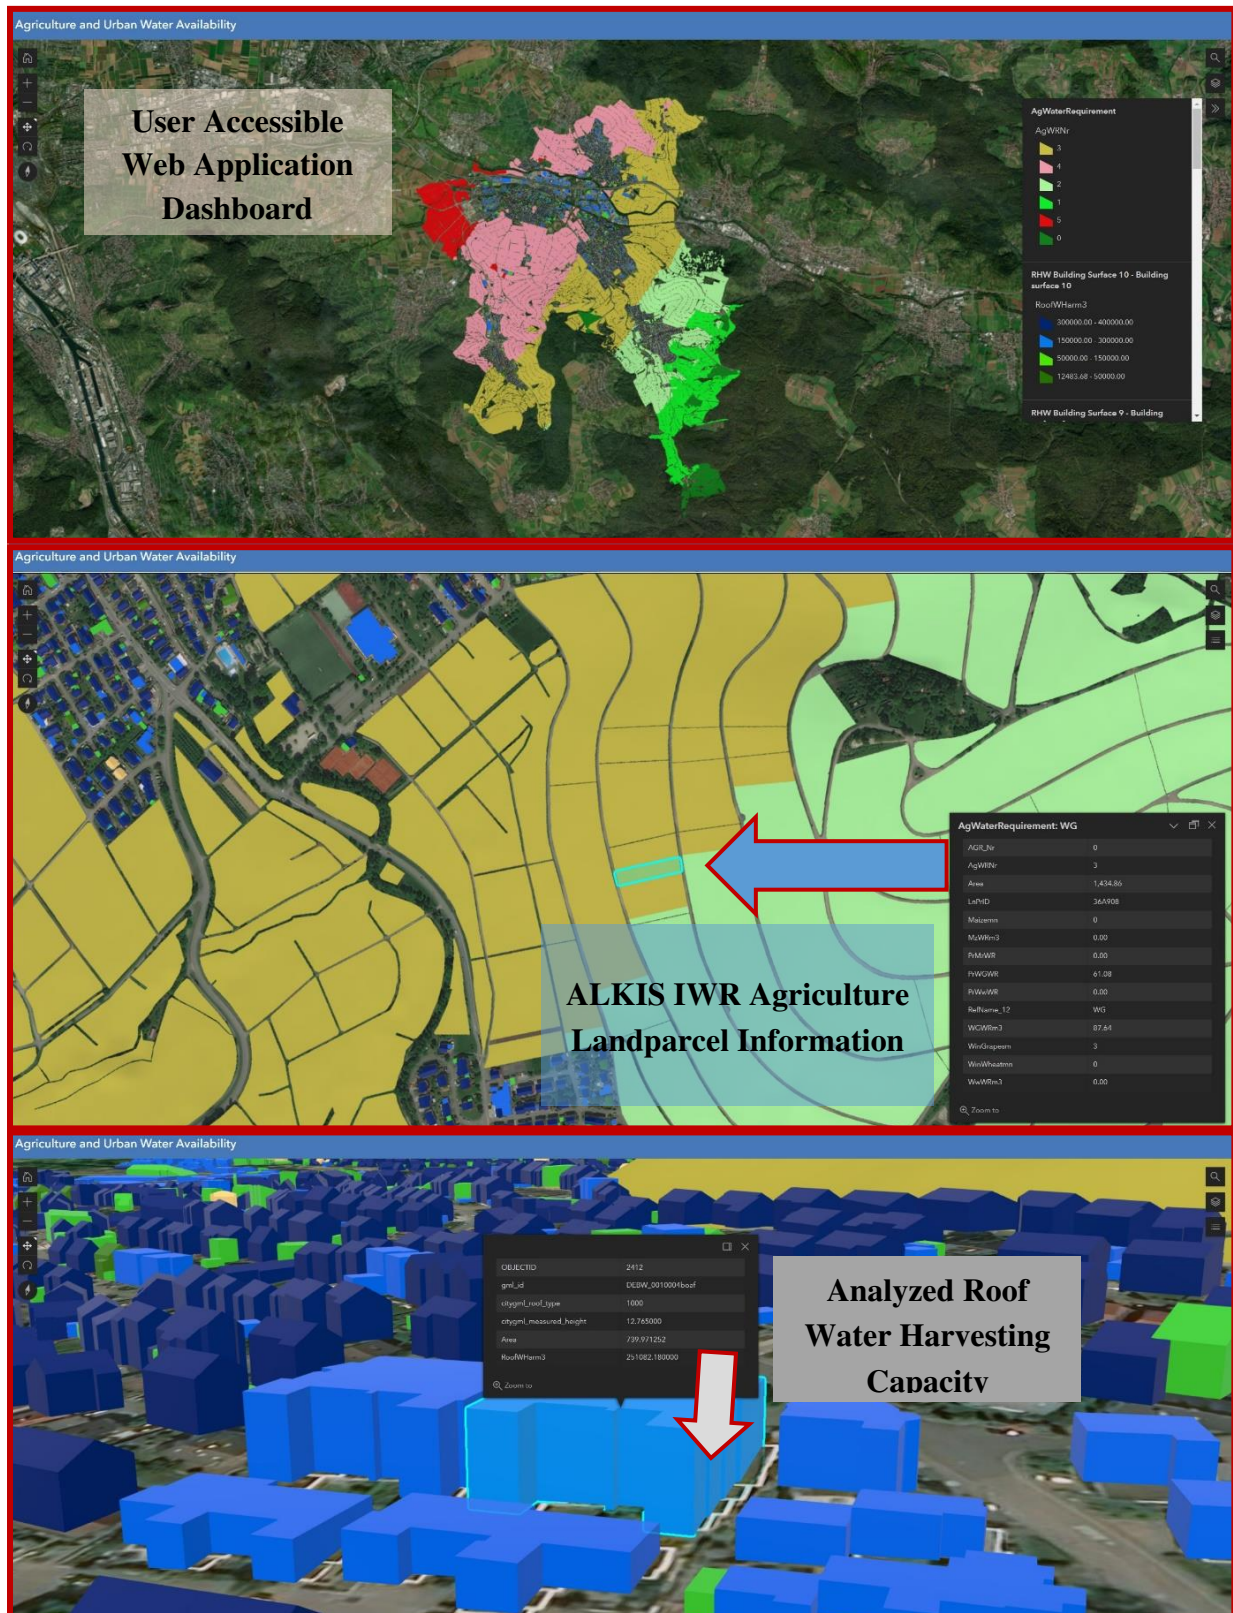 Agriculture and Urban Water Availability
User Accessible
Web Application
Dashboard
AgWaterRequirement
AgWRNr
3
4
2
1
5
0
RHW Building Surface 10 - Building
surface 10
RoofWHarm3
300000.00 - 400000.00
150000.00 - 300000.00
50000.00 - 150000.00
12483.68 - 50000.00
RHW Building Surface 9 - Building
Agriculture and Urban Water Availability
AgWaterRequirement: WG
AGR_Nr 0
AgWRNr 3
Area 1,434.86
LnPrID 36A908
Maizemn 0
MzWRm3 0.00
PrMzWR 0.00
PrWGWR 61.08
PrWwWR 0.00
RefName_12 WG
WGWRm3 87.64
WinGrapesm 3
WinWheatmn 0
WwWRm3 0.00
Zoom to
ALKIS IWR Agriculture
Landparcel Information
Agriculture and Urban Water Availability
OBJECTID 2412
gml_id DEBW_0010004bozf
citygml_roof_type 1000
citygml_measured_height 12.765000
Area 739.971252
RoofWHarm3 251082.180000
Zoom to
Analyzed Roof
Water Harvesting
Capacity